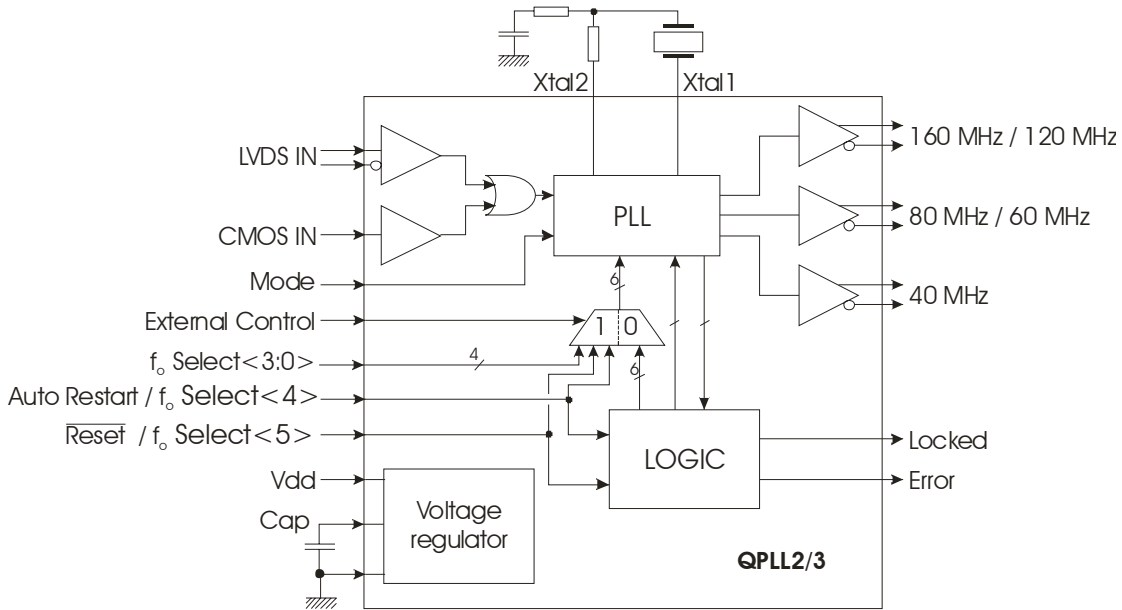 Xtal2
Xtal1
LVDS IN
160 MHz / 120 MHz
PLL
80 MHz / 60 MHz
CMOS IN
Mode
6
40 MHz
External Control
1 0
fo Select<3:0>
4
6
Auto Restart / fo Select<4>
Reset / fo Select<5>
LOGIC
Locked
Vdd
Error
Cap
Voltage
regulator
QPLL2/3